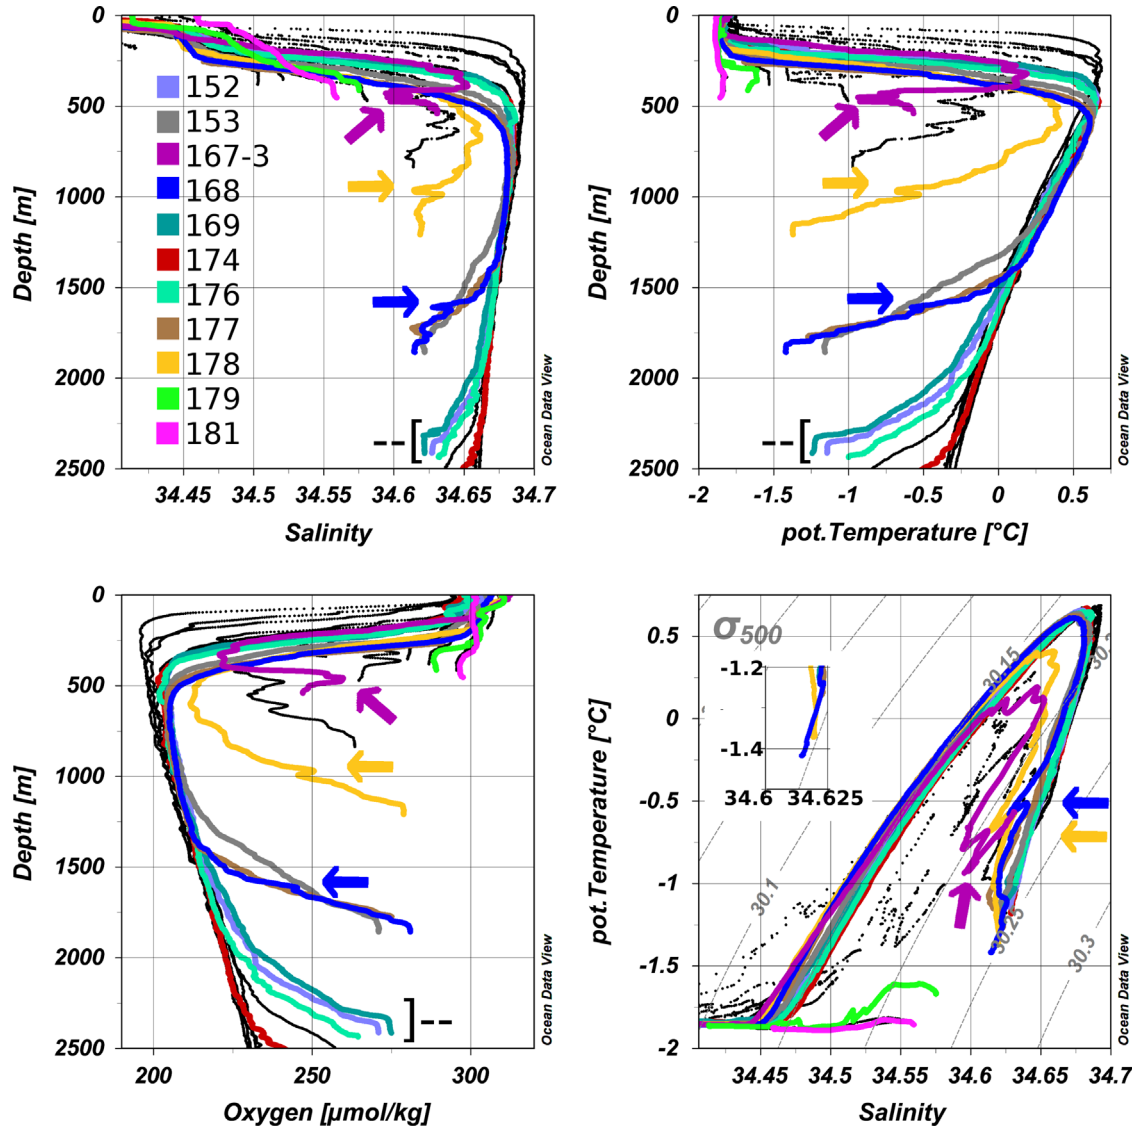 0
500
1000
1500
2000
2500
Depth [m]
152
153
167-3
168
169
174
176
177
178
179
181
34.45 34.5 34.55 34.6 34.65 34.7
Salinity
Ocean Data View
0
500
1000
1500
2000
2500
Depth [m]
-2 -1.5 -1 -0.5 0 0.5
pot.Temperature [°C]
Ocean Data View
0
500
1000
1500
2000
2500
Depth [m]
200 250 300
Oxygen [µmol/kg]
Ocean Data View
0.5
0
-0.5
-1
-1.5
-2
pot.Temperature [°C]
σ500
-1.2
-1.4
34.6 34.625
30.15
30.1
30.25
30.3
34.45 34.5 34.55 34.6 34.65 34.7
Salinity
Ocean Data View